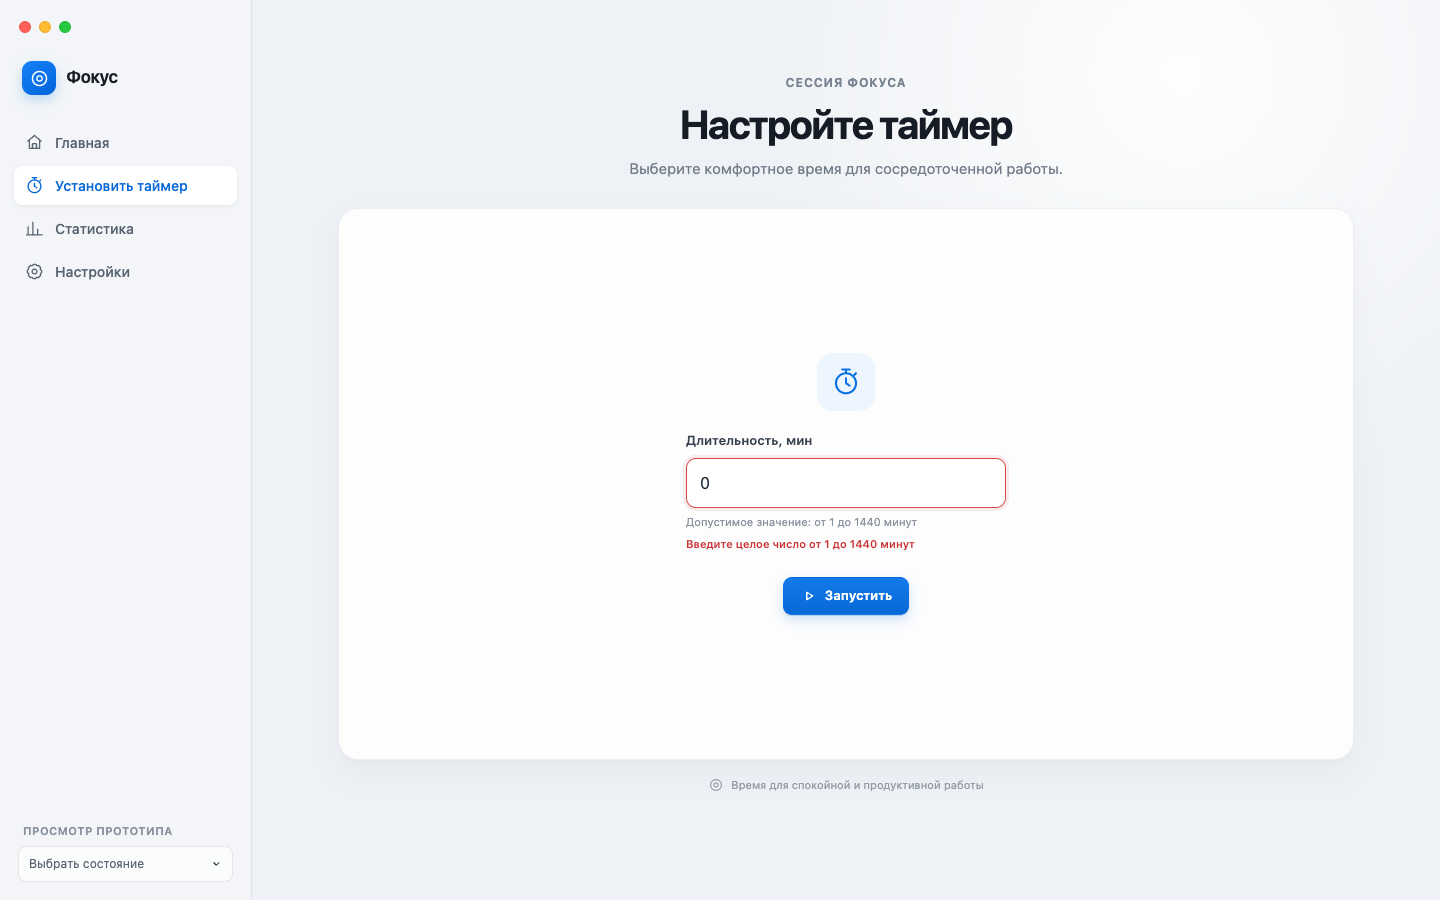 Фокус
Главная
Установить таймер
Статистика
Настройки
ПРОСМОТР ПРОТОТИПА
Выбрать состояние
СЕССИЯ ФОКУСА
Настройте таймер
Выберите комфортное время для сосредоточенной работы.
Длительность, мин
0
Допустимое значение: от 1 до 1440 минут
Введите целое число от 1 до 1440 минут
Запустить
Время для спокойной и продуктивной работы